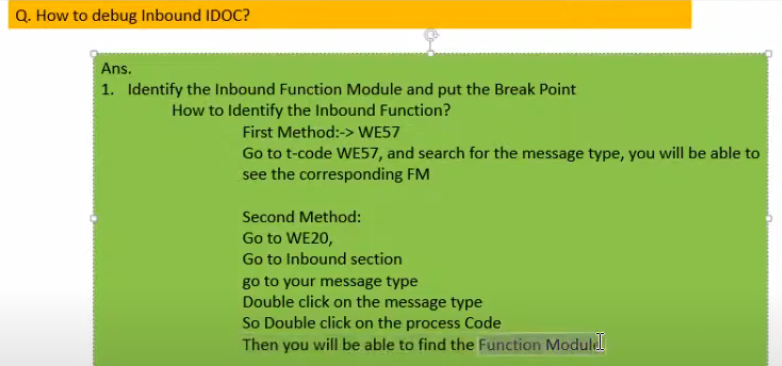 Q. How to debug Inbound IDOC?
Ans.
1. Identify the Inbound Function Module and put the Break Point
How to Identify the Inbound Function?
First Method:-> WE57
Go to t-code WE57, and search for the message type, you will be able to
see the corresponding FM
Second Method:
Go to WE20,
Go to Inbound section
go to your message type
Double click on the message type
So Double click on the process Code
Then you will be able to find the Function Module